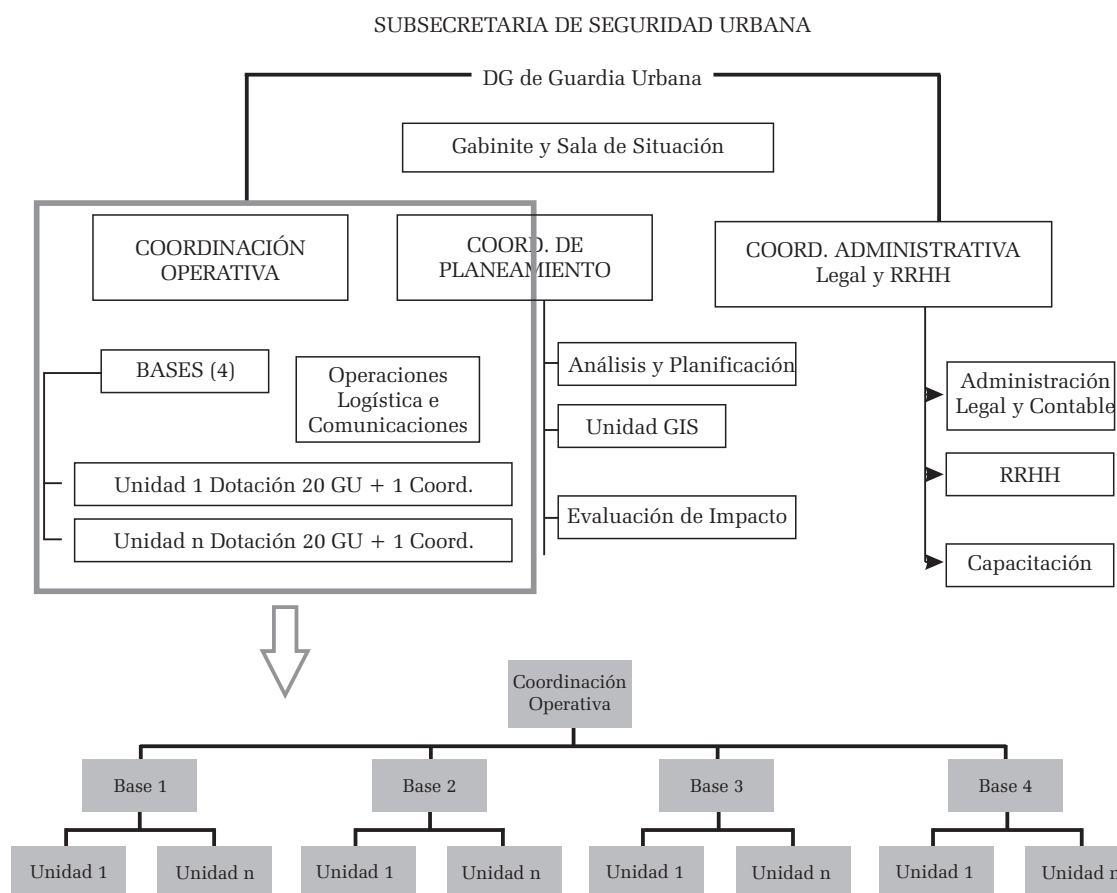 SUBSECRETARIA DE SEGURIDAD URBANA
DG de Guardia Urbana
Gabinite y Sala de Situación
COORDINACIÓN
OPERATIVA
COORD. DE
PLANEAMIENTO
COORD. ADMINISTRATIVA
Legal y RRHH
BASES (4)
Operaciones
Logística e
Comunicaciones
Unidad 1 Dotación 20 GU + 1 Coord.
Unidad n Dotación 20 GU + 1 Coord.
Análisis y Planificación
Unidad GIS
Evaluación de Impacto
Administración
Legal y Contable
RRHH
Capacitación
Coordinación
Operativa
Base 1
Base 2
Base 3
Base 4
Unidad 1
Unidad n
Unidad 1
Unidad n
Unidad 1
Unidad n
Unidad 1
Unidad n